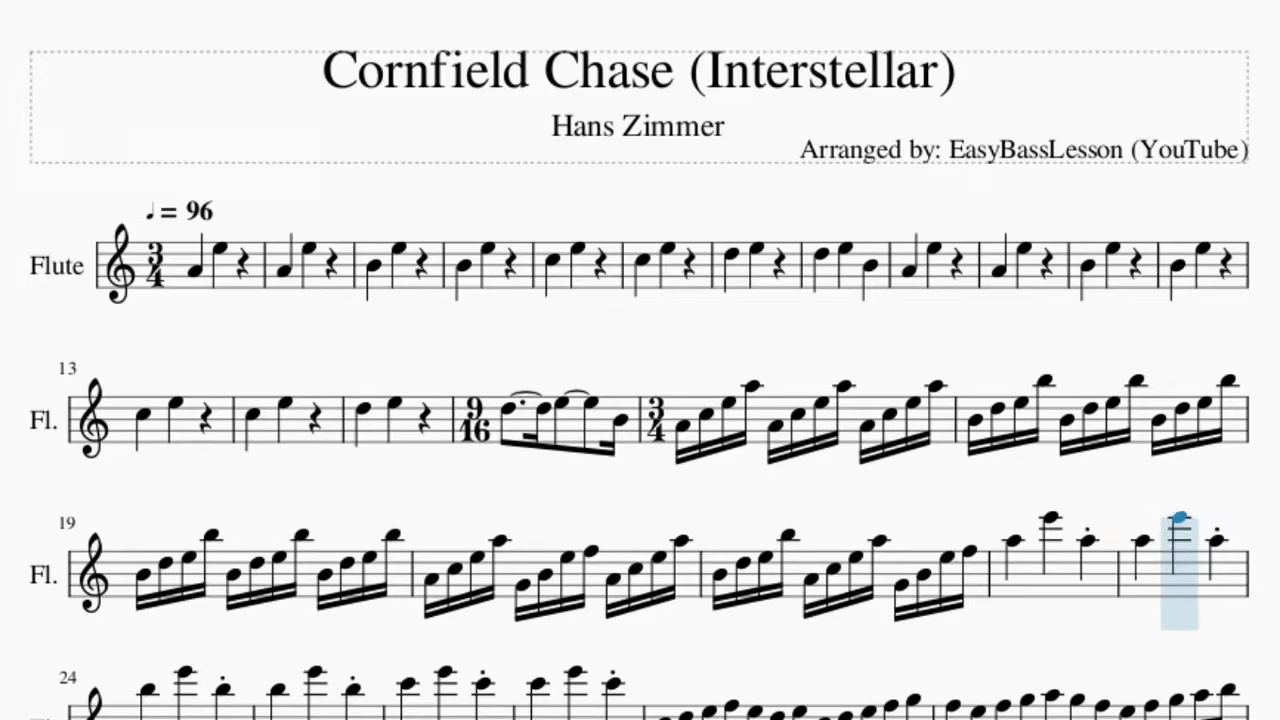 Cornfield Chase (Interstellar)
Hans Zimmer
Arranged by: EasyBassLesson (YouTube)
♩ = 96
Flute
3
4
13
Fl.
9
16
3
4
19
Fl.
24